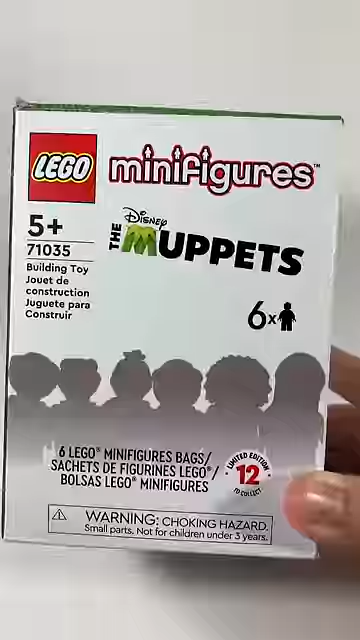 LEGO minifigures™
5+
71035
Building Toy
Jouet de
construction
Juguete para
Construir
Disney
THE MUPPETS
6x
6 LEGO® MINIFIGURES BAGS/
SACHETS DE FIGURINES LEGO®/
BOLSAS LEGO® MINIFIGURES
LIMITED EDITION
12
TO COLLECT
WARNING: CHOKING HAZARD.
Small parts. Not for children under 3 years.